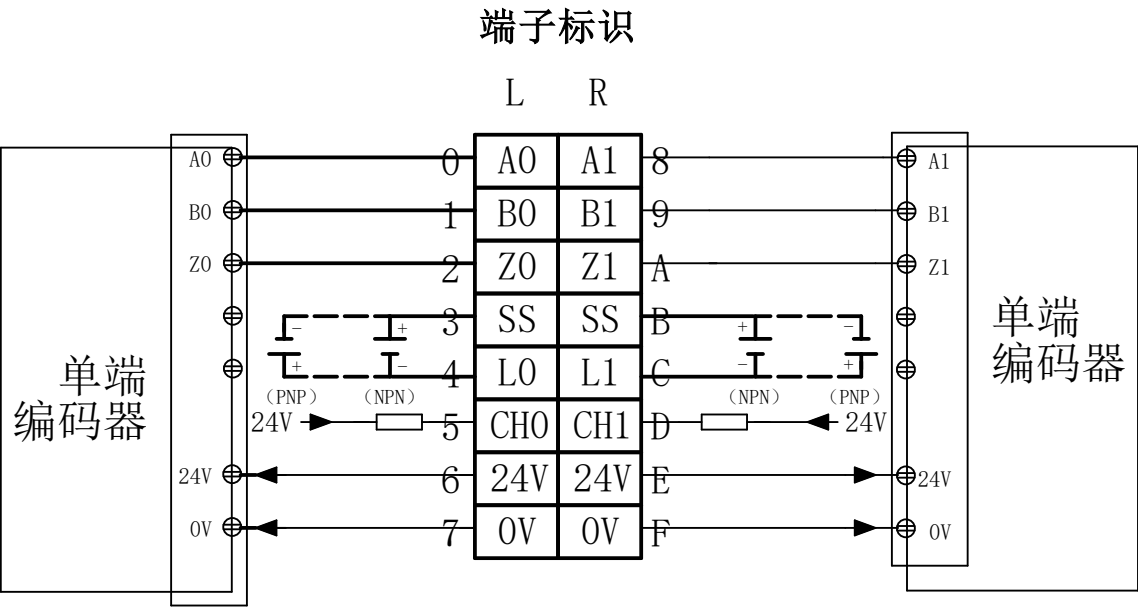 端子标识
L R
A0 0 A0 A1 8 A1
B0 1 B0 B1 9 B1
Z0 2 Z0 Z1 A Z1
- + 3 SS SS B + -
+ - 4 L0 L1 C - +
单端
编码器
单端
编码器
(PNP) (NPN) (NPN) (PNP)
24V 5 CH0 CH1 D 24V
24V 6 24V 24V E 24V
0V 7 0V 0V F 0V